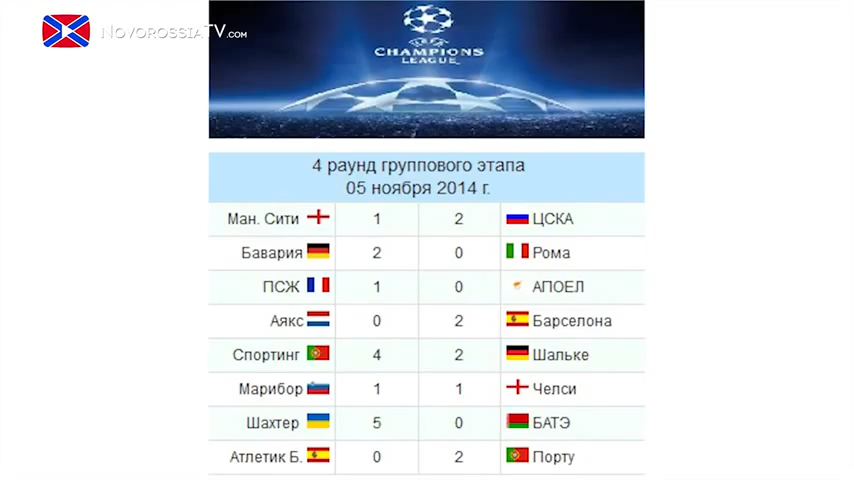 NovorossiaTV.com
UEFA
CHAMPIONS
LEAGUE
4 раунд группового этапа
05 ноября 2014 г.
Ман. Сити 1 2 ЦСКА
Бавария 2 0 Рома
ПСЖ 1 0 АПОЕЛ
Аякс 0 2 Барселона
Спортинг 4 2 Шальке
Марибор 1 1 Челси
Шахтер 5 0 БАТЭ
Атлетик Б. 0 2 Порту